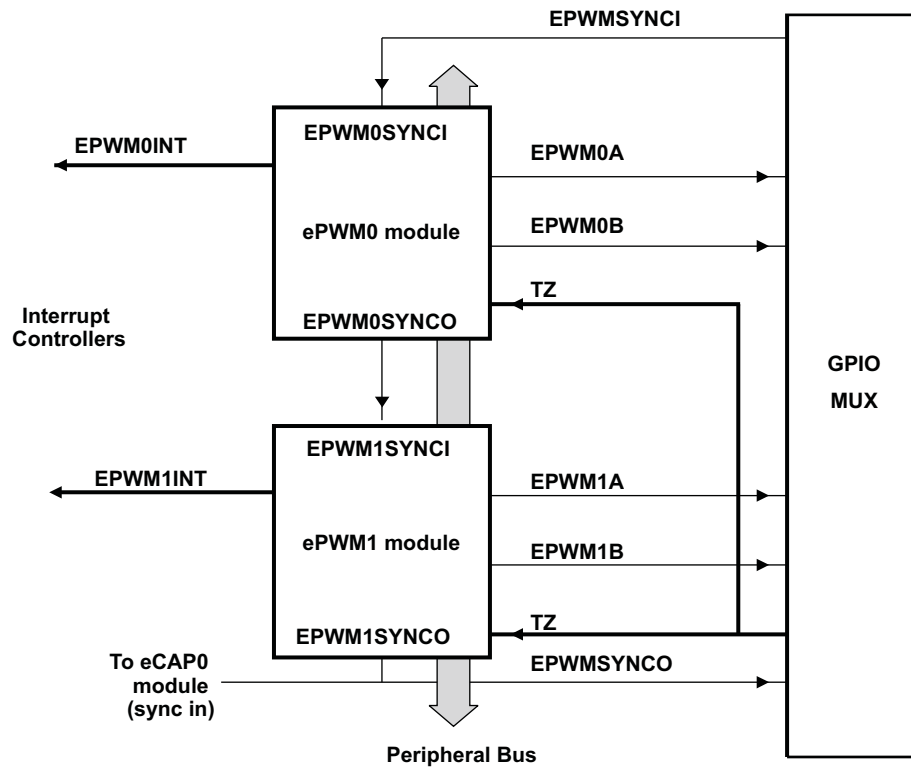 EPWMSYNCI
EPWM0SYNCI
EPWM0INT
EPWM0A
ePWM0 module
EPWM0B
TZ
EPWM0SYNCO
Interrupt
Controllers
GPIO
MUX
EPWM1SYNCI
EPWM1INT
EPWM1A
ePWM1 module
EPWM1B
TZ
EPWM1SYNCO
To eCAP0
module
(sync in)
EPWMSYNCO
Peripheral Bus